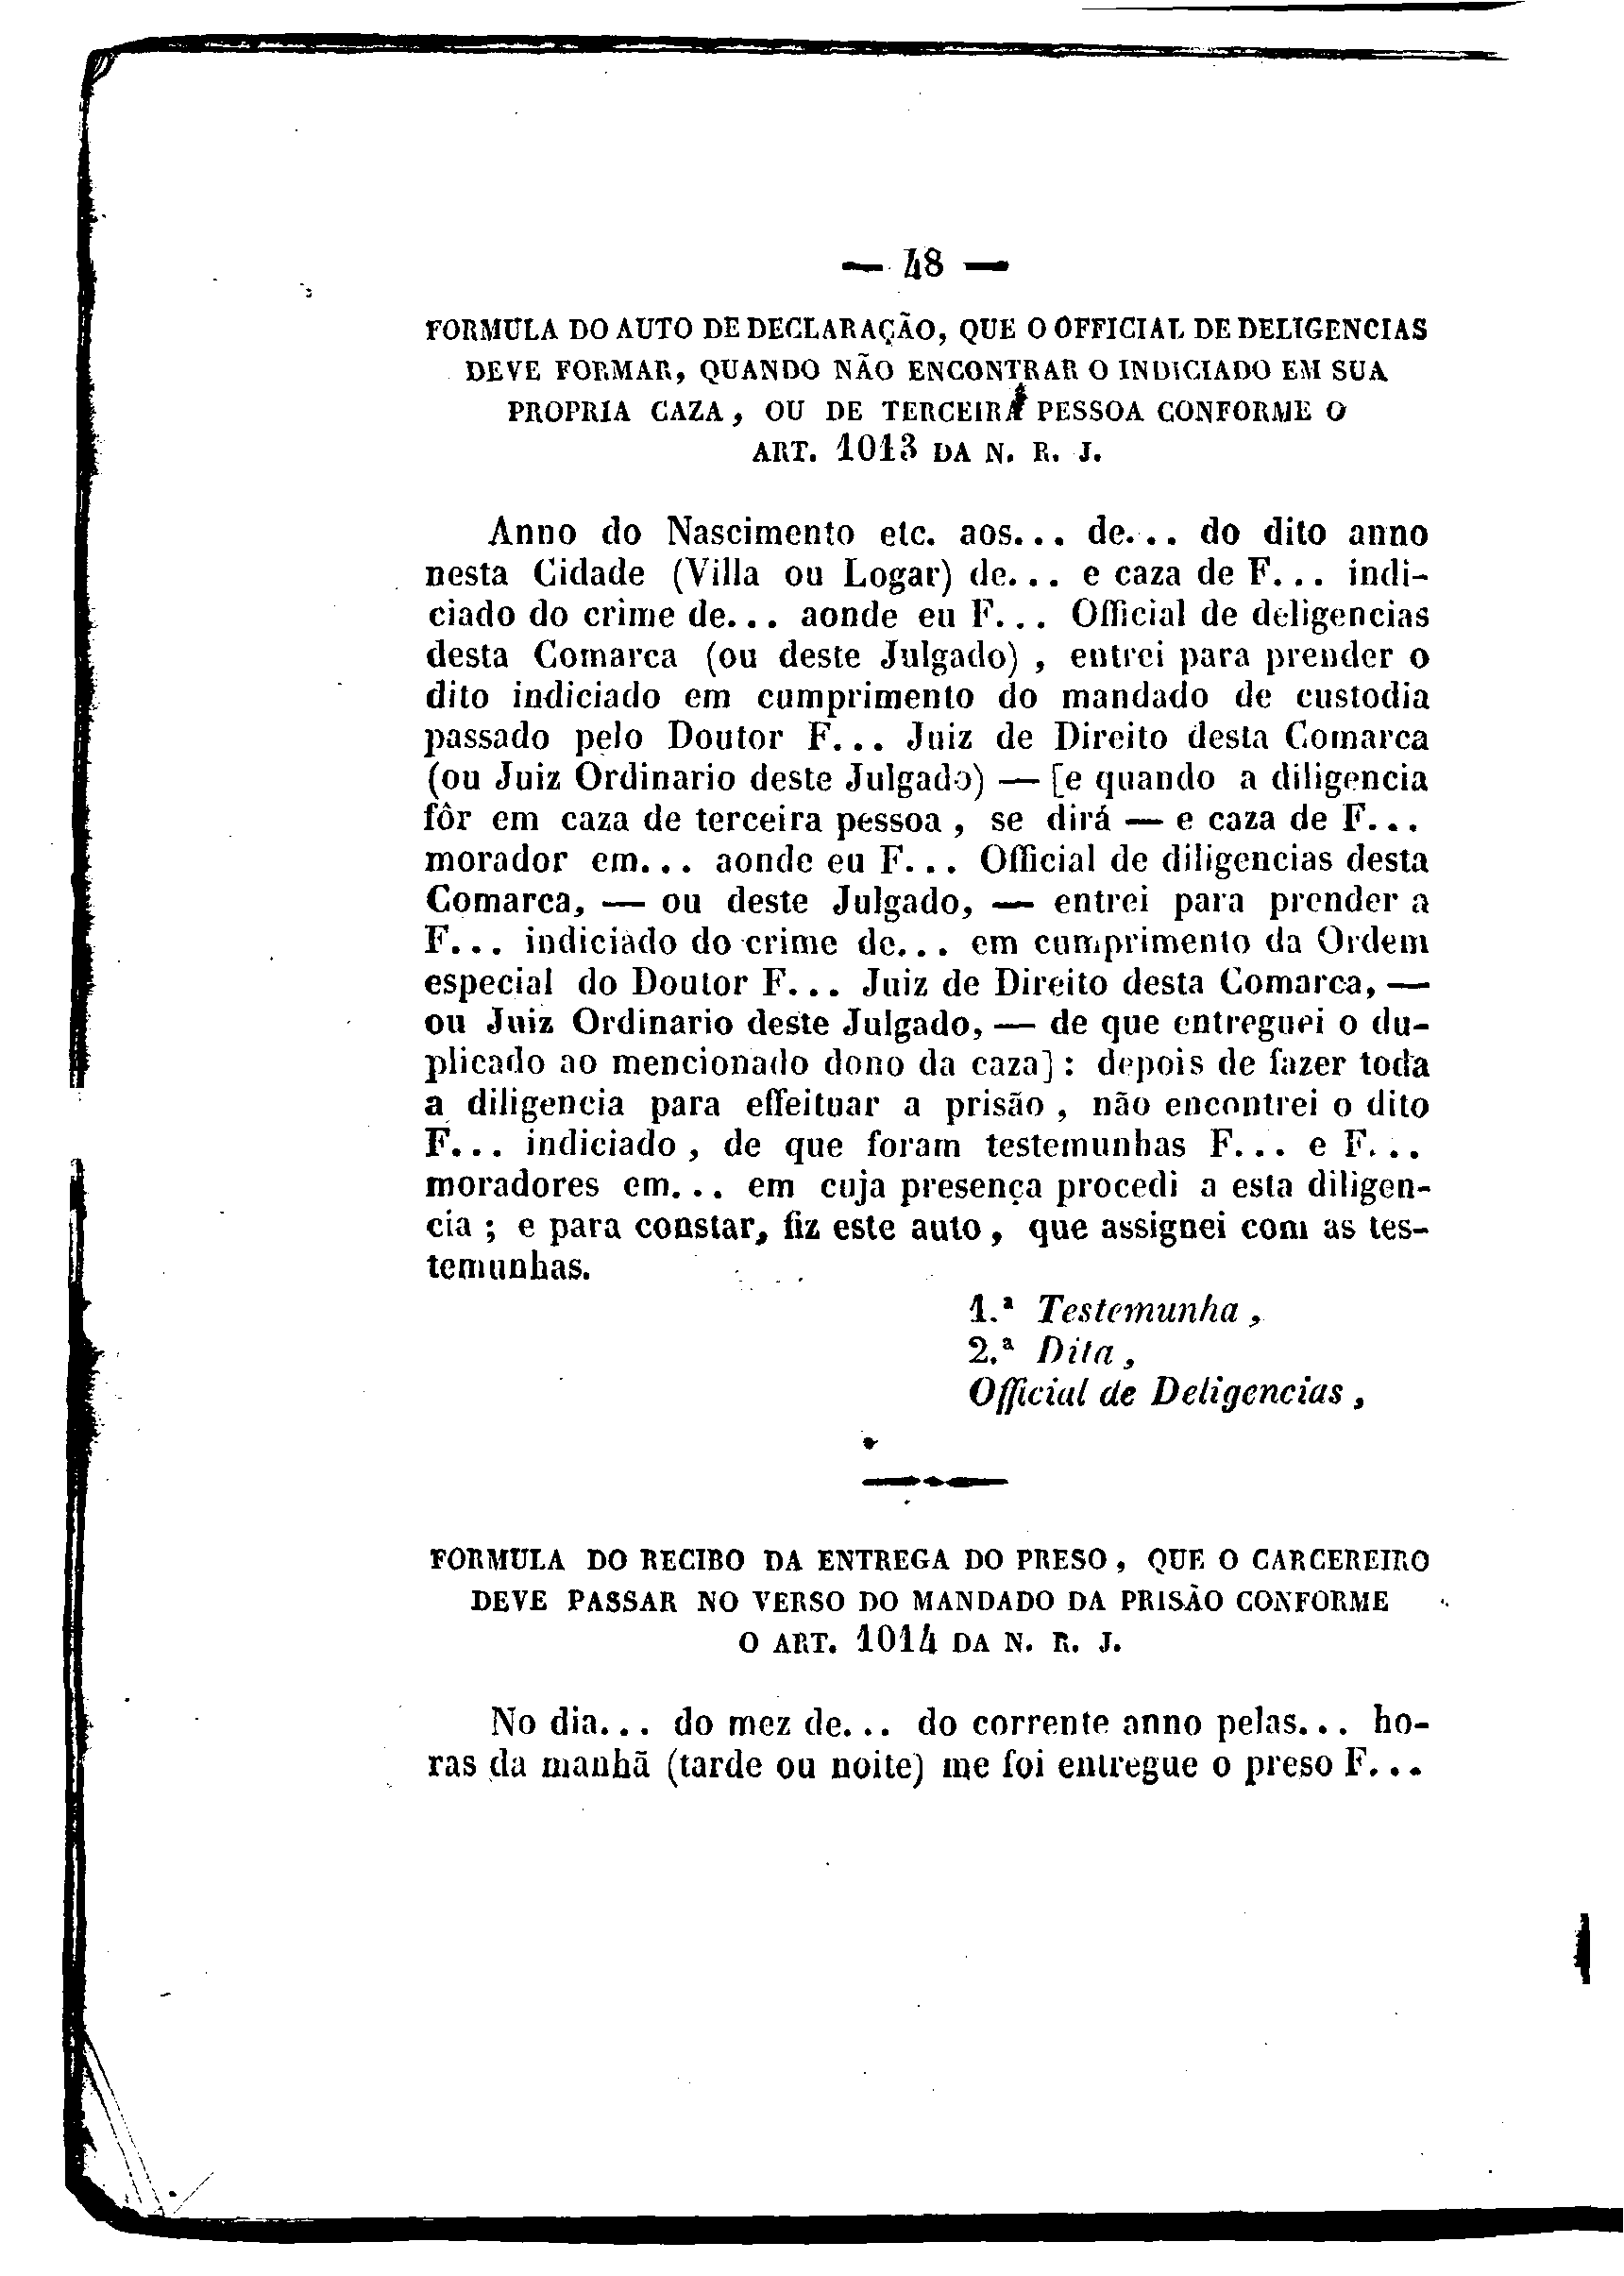 — 48 —
FORMULA DO AUTO DE DECLARAÇÃO, QUE O OFFICIAL DE DELIGENCIAS
DEVE FORMAR, QUANDO NÃO ENCONTRAR O INDICIADO EM SUA
PROPRIA CAZA, OU DE TERCEIRA PESSOA CONFORME O
ART. 1013 DA N. R. J.
Anno do Nascimento etc. aos... de... do dito anno
nesta Cidade (Villa ou Logar) de... e caza de F... indi-
ciado do crime de... aonde eu F... Official de deligencias
desta Comarca (ou deste Julgado) , entrei para prender o
dito indiciado em cumprimento do mandado de custodia
passado pelo Doutor F... Juiz de Direito desta Comarca
(ou Juiz Ordinario deste Julgado) — [e quando a diligencia
fôr em caza de terceira pessoa , se dirá — e caza de F...
morador em... aonde eu F... Official de diligencias desta
Comarca, — ou deste Julgado, — entrei para prender a
F... indiciado do crime de... em cumprimento da Ordem
especial do Doutor F... Juiz de Direito desta Comarca, —
ou Juiz Ordinario deste Julgado, — de que entreguei o du-
plicado ao mencionado dono da caza] : depois de fazer toda
a diligencia para effeituar a prisão , não encontrei o dito
F... indiciado , de que foram testemunhas F... e F...
moradores em... em cuja presença procedi a esta diligen-
cia ; e para constar, fiz este auto , que assignei com as tes-
temunhas.
1.ª Testemunha ,
2.ª Dita ,
Official de Deligencias ,
FORMULA DO RECIBO DA ENTREGA DO PRESO , QUE O CARCEREIRO
DEVE PASSAR NO VERSO DO MANDADO DA PRISÃO CONFORME
O ART. 1014 DA N. R. J.
No dia... do mez de... do corrente anno pelas... ho-
ras da manhã (tarde ou noite) me foi entregue o preso F...